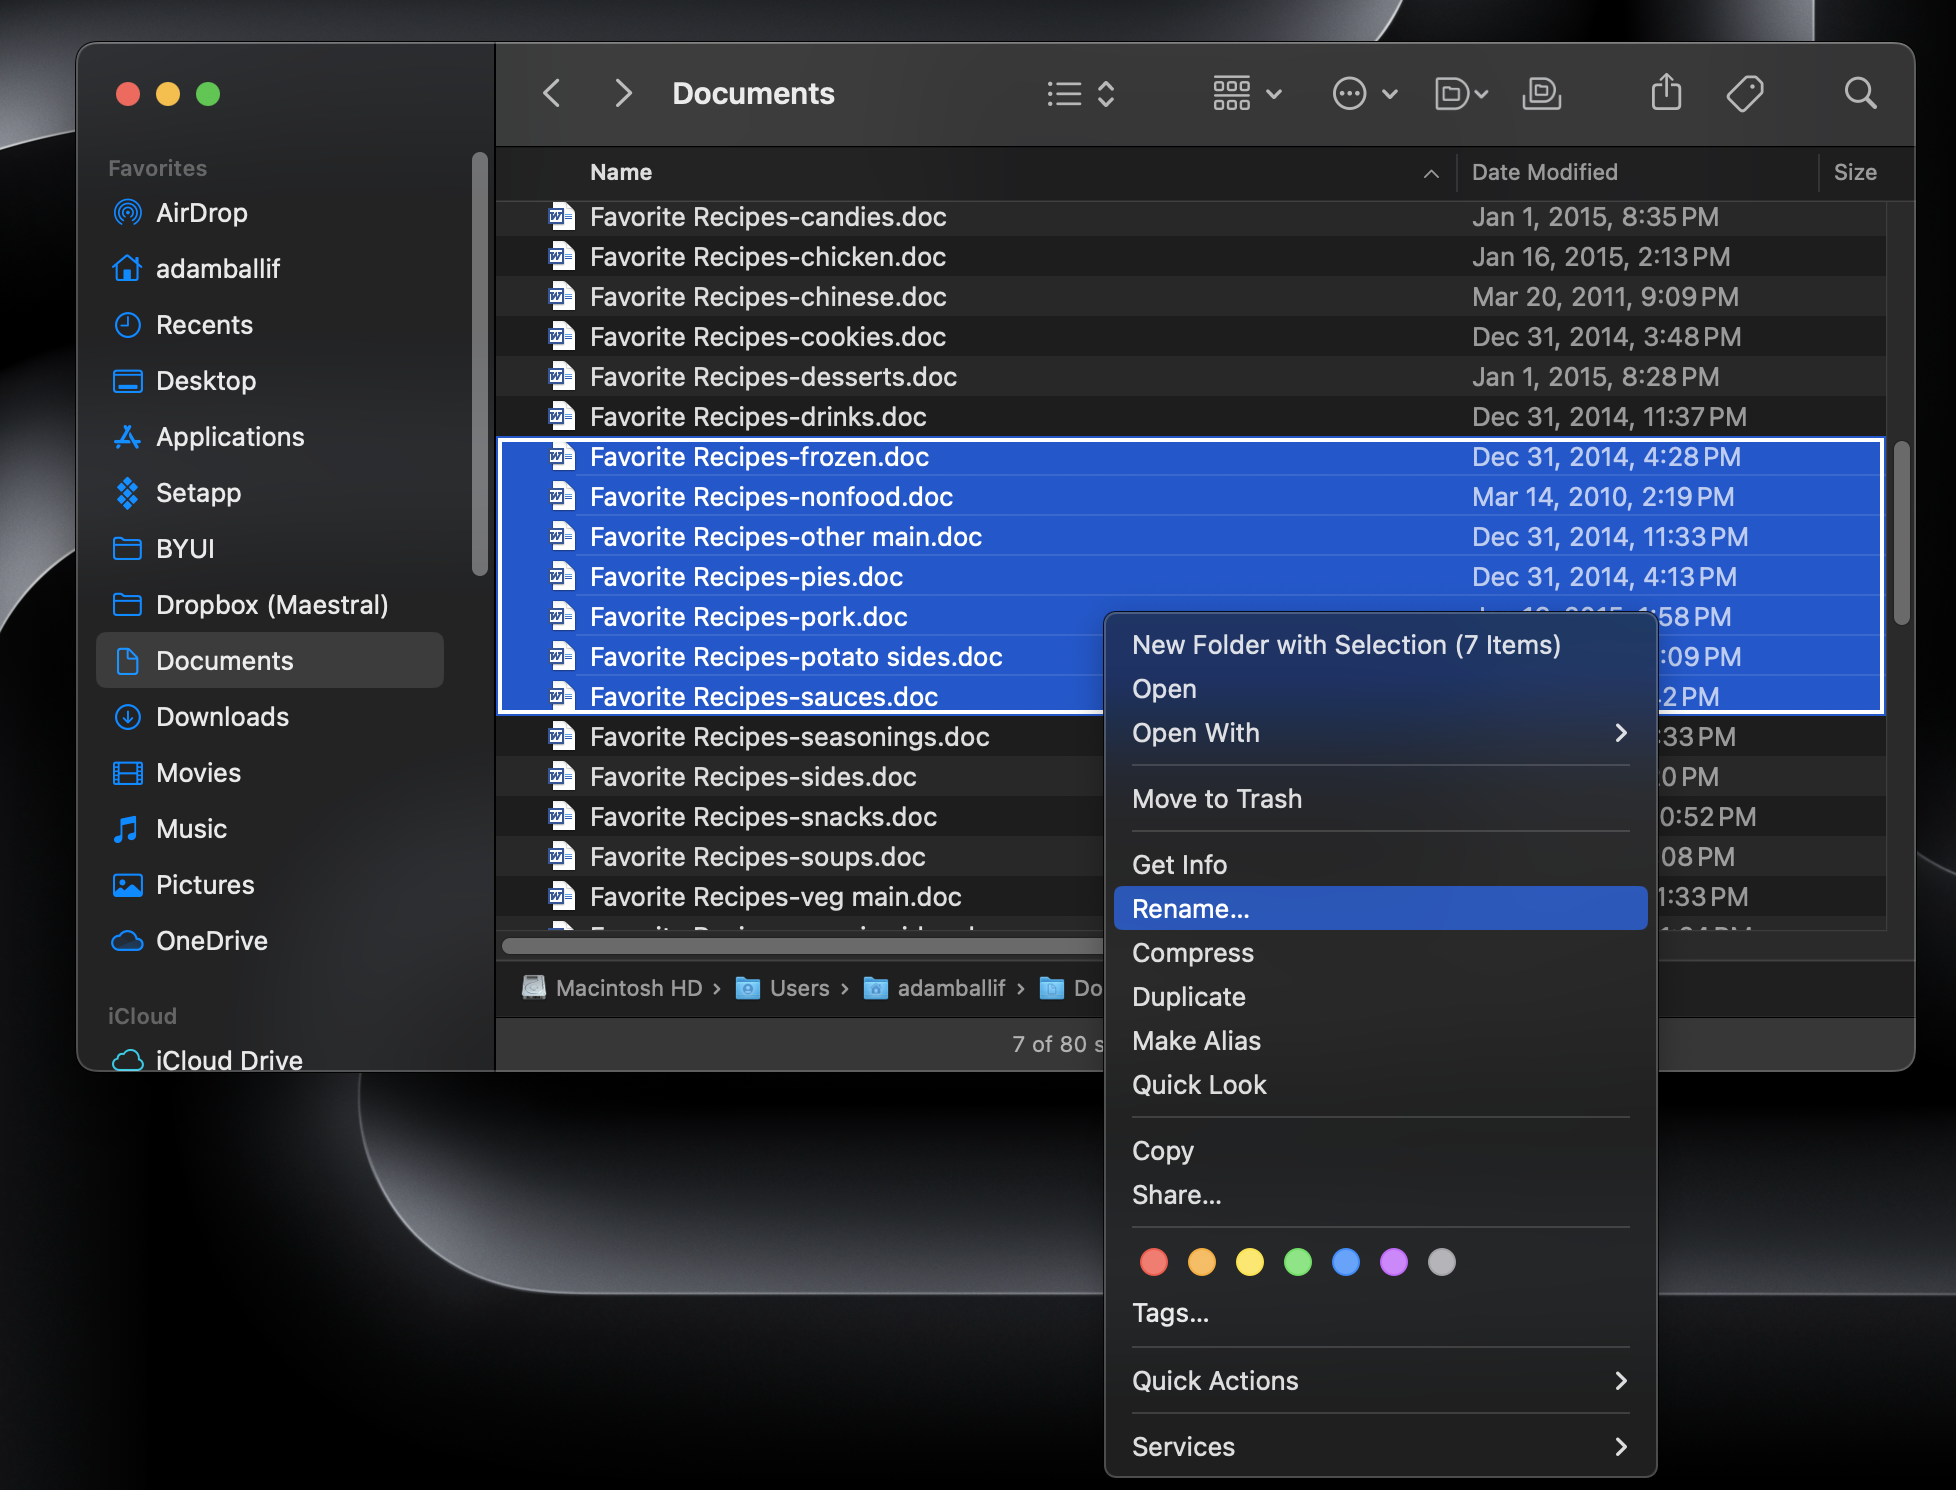 Documents
Favorites
AirDrop
adamballif
Recents
Desktop
Applications
Setapp
BYUI
Dropbox (Maestral)
Documents
Downloads
Movies
Music
Pictures
OneDrive
iCloud
iCloud Drive
Name Date Modified Size
Favorite Recipes-candies.doc Jan 1, 2015, 8:35 PM
Favorite Recipes-chicken.doc Jan 16, 2015, 2:13 PM
Favorite Recipes-chinese.doc Mar 20, 2011, 9:09 PM
Favorite Recipes-cookies.doc Dec 31, 2014, 3:48 PM
Favorite Recipes-desserts.doc Jan 1, 2015, 8:28 PM
Favorite Recipes-drinks.doc Dec 31, 2014, 11:37 PM
Favorite Recipes-frozen.doc Dec 31, 2014, 4:28 PM
Favorite Recipes-nonfood.doc Mar 14, 2010, 2:19 PM
Favorite Recipes-other main.doc Dec 31, 2014, 11:33 PM
Favorite Recipes-pies.doc Dec 31, 2014, 4:13 PM
Favorite Recipes-pork.doc :58 PM
Favorite Recipes-potato sides.doc :09 PM
Favorite Recipes-sauces.doc 2 PM
Favorite Recipes-seasonings.doc :33 PM
Favorite Recipes-sides.doc 0 PM
Favorite Recipes-snacks.doc 0:52 PM
Favorite Recipes-soups.doc 08 PM
Favorite Recipes-veg main.doc 1:33 PM
Macintosh HD › Users › adamballif › Do
7 of 80 s
New Folder with Selection (7 Items)
Open
Open With
Move to Trash
Get Info
Rename...
Compress
Duplicate
Make Alias
Quick Look
Copy
Share...
Tags...
Quick Actions
Services